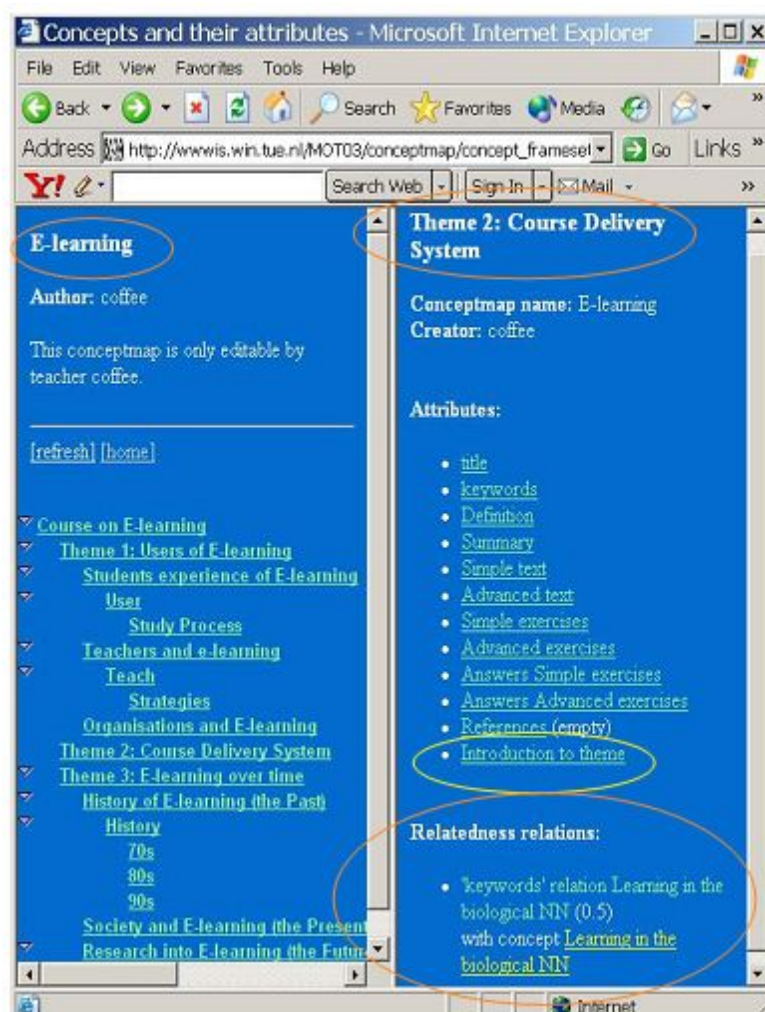 Concepts and their attributes - Microsoft Internet Explorer
File Edit View Favorites Tools Help
Back Search Favorites Media »
Address http://wwwis.win.tue.nl/MOT03/conceptmap/concept_framese Go Links »
Y! Search Web Sign In Mail »
E-learning
Author: coffee
This conceptmap is only editable by
teacher coffee.
[refresh] [home]
Course on E-learning
Theme 1: Users of E-learning
Students experience of E-learning
User
Study Process
Teachers and e-learning
Teach
Strategies
Organisations and E-learning
Theme 2: Course Delivery System
Theme 3: E-learning over time
History of E-learning (the Past)
History
70s
80s
90s
Society and E-learning (the Present
Research into E-learning (the Futur
Theme 2: Course Delivery
System
Conceptmap name: E-learning
Creator: coffee
Attributes:
• title
• keywords
• Definition
• Summary
• Simple text
• Advanced text
• Simple exercises
• Advanced exercises
• Answers Simple exercises
• Answers Advanced exercises
• References (empty)
• Introduction to theme
Relatedness relations:
• 'keywords' relation Learning in the
biological NN (0.5)
with concept Learning in the
biological NN
Internet